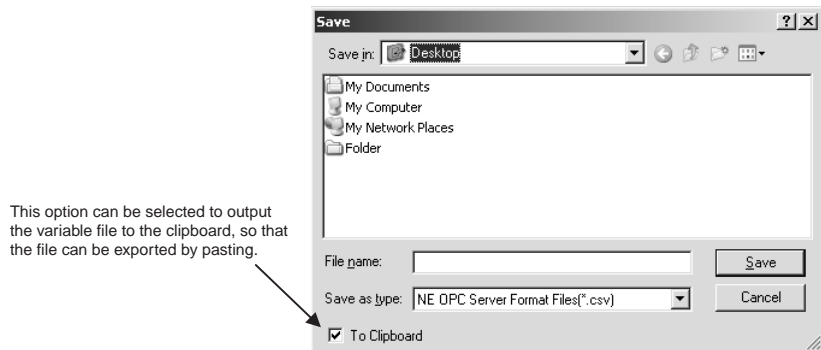 Save
? ×
Save in: Desktop
My Documents
My Computer
My Network Places
Folder
This option can be selected to output
the variable file to the clipboard, so that
the file can be exported by pasting.
File name:
Save
Save as type: NE OPC Server Format Files(*.csv)
Cancel
To Clipboard